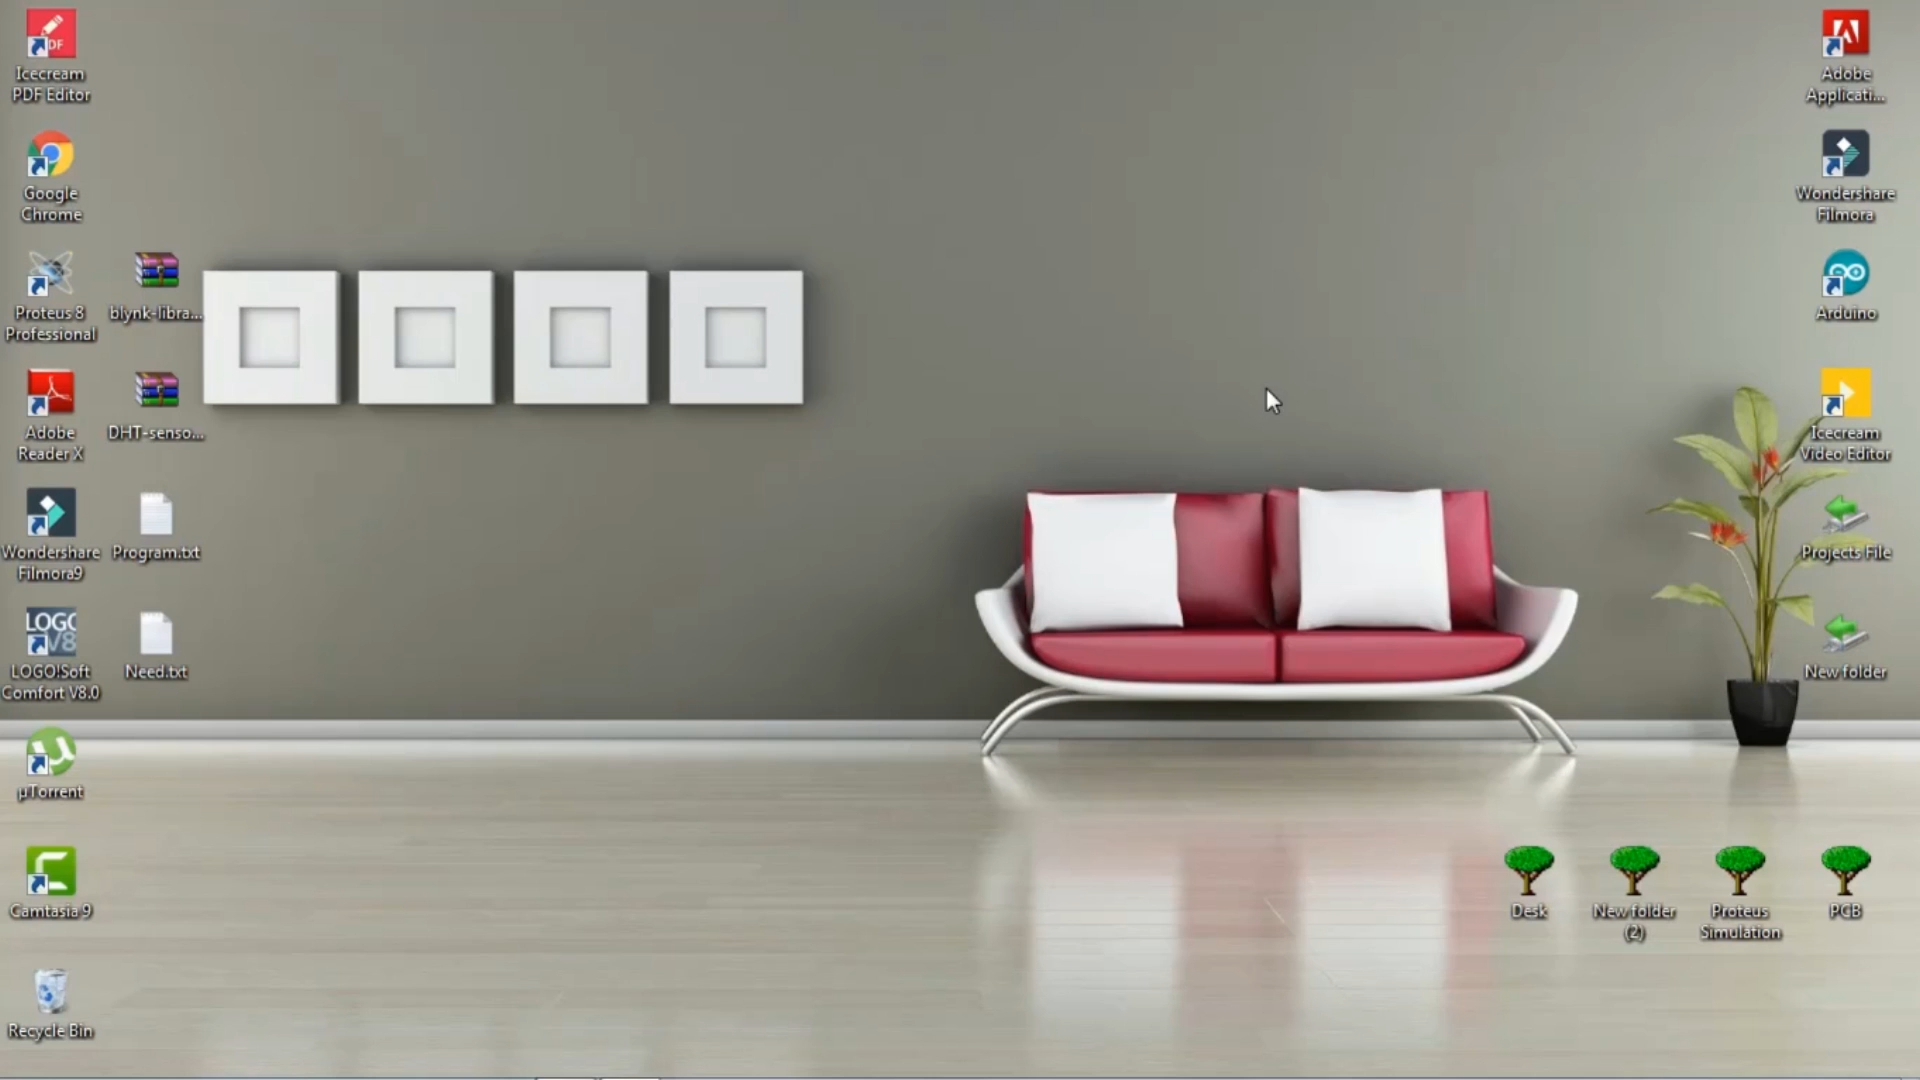 Icecream
PDF Editor
Google
Chrome
Proteus 8
Professional
Adobe
Reader X
Wondershare
Filmora9
LOGO!Soft
Comfort V8.0
µTorrent
Camtasia 9
Recycle Bin
blynk-libra...
DHT-senso...
Program.txt
Need.txt
Adobe
Applicati...
Wondershare
Filmora
Arduino
Icecream
Video Editor
Projects File
New folder
Desk
New folder
(2)
Proteus
Simulation
PCB